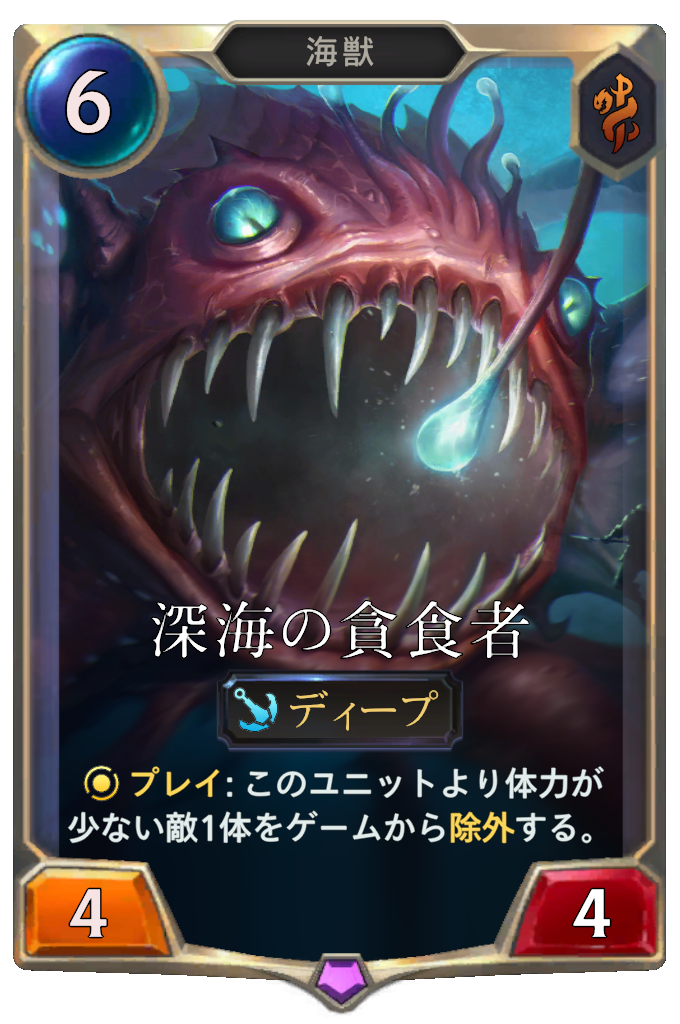 海獣
6
深海の貪食者
ディープ
プレイ: このユニットより体力が
少ない敵1体をゲームから除外する。
4
4